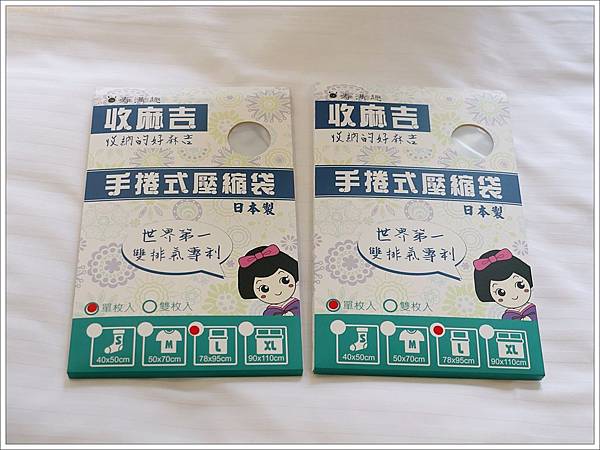 春漾趣
收麻吉
收納的好麻吉
手捲式壓縮袋
日本製
世界第一
雙排氣專利
單枚入 雙枚入
S M L XL
40x50cm 50x70cm 78x95cm 90x110cm
收麻吉
收納的好麻吉
手捲式壓縮袋
日本製
世界第一
雙排氣專利
單枚入 雙枚入
S M L XL
40x50cm 50x70cm 78x95cm 90x110cm